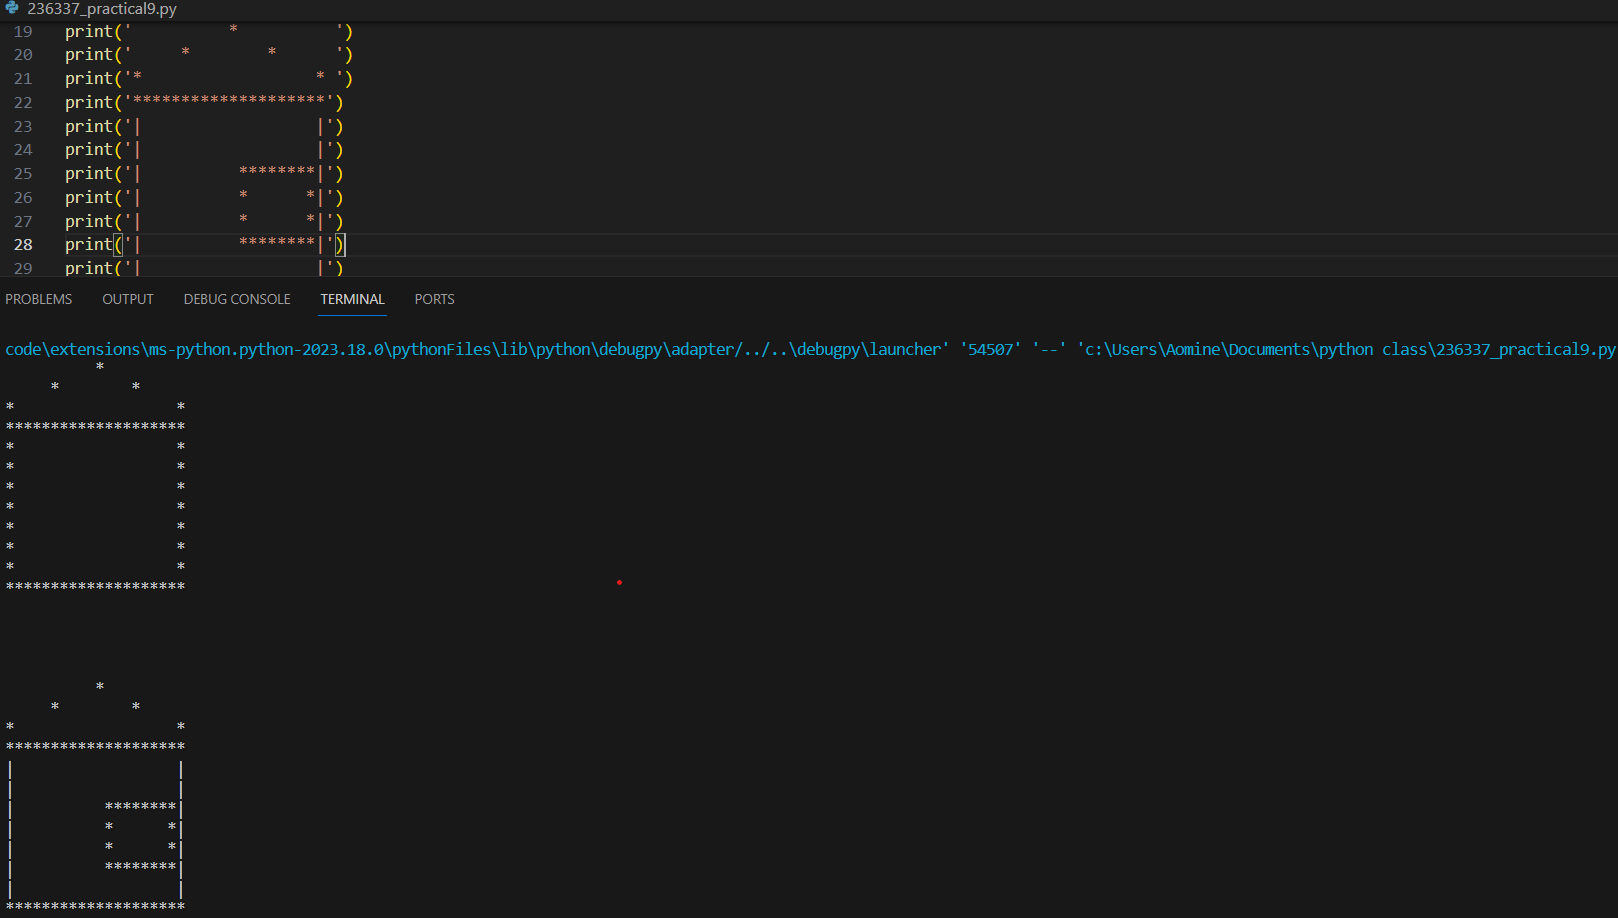 236337_practical9.py
19 print('          *          ')
20 print('     *        *      ')
21 print('*                  * ')
22 print('********************')
23 print('|                  |')
24 print('|                  |')
25 print('|          ********|')
26 print('|          *      *|')
27 print('|          *      *|')
28 print('|          ********|')
29 print('|                  |')
PROBLEMS OUTPUT DEBUG CONSOLE TERMINAL PORTS
code\extensions\ms-python.python-2023.18.0\pythonFiles\lib\python\debugpy\adapter/../..\debugpy\launcher' '54507' '--' 'c:\Users\Aomine\Documents\python class\236337_practical9.py
          *
     *        *
*                  *
********************
*                  *
*                  *
*                  *
*                  *
*                  *
*                  *
*                  *
********************
          *
     *        *
*                  *
********************
|                  |
|                  |
|          ********|
|          *      *|
|          *      *|
|          ********|
|                  |
********************